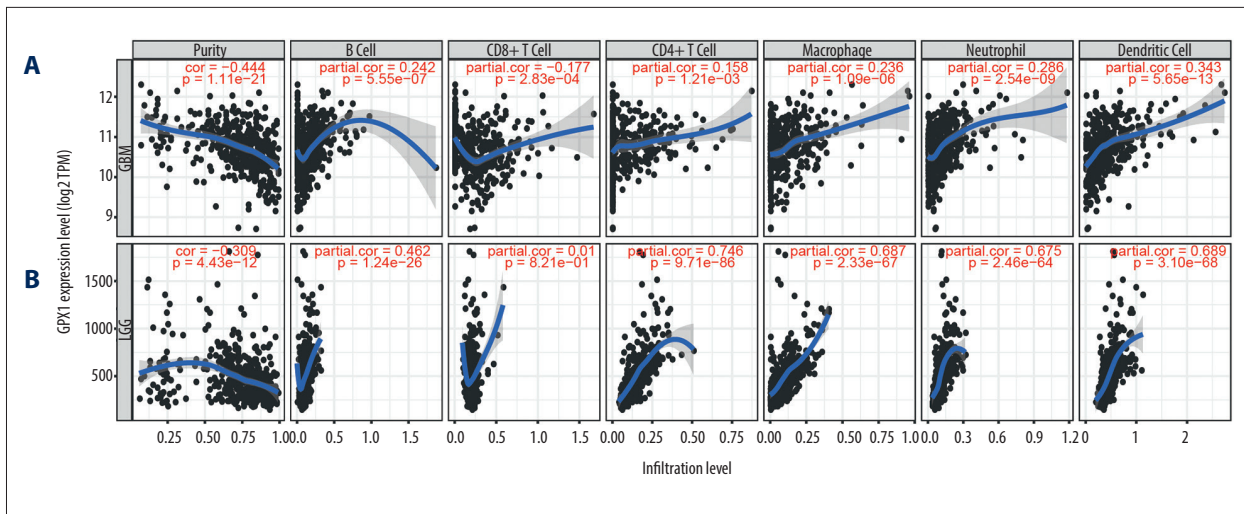 A
Purity
B Cell
CD8+ T Cell
CD4+ T Cell
Macrophage
Neutrophil
Dendritic Cell
cor = −0.444
p = 1.11e−21
partial.cor = 0.242
p = 5.55e−07
partial.cor = −0.177
p = 2.83e−04
partial.cor = 0.158
p = 1.21e−03
partial.cor = 0.236
p = 1.09e−06
partial.cor = 0.286
p = 2.54e−09
partial.cor = 0.343
p = 5.65e−13
GBM
12
11
10
9
GPX1 expression level (log2 TPM)
B
cor = −0.309
p = 4.43e−12
partial.cor = 0.462
p = 1.24e−26
partial.cor = 0.01
p = 8.21e−01
partial.cor = 0.746
p = 9.71e−86
partial.cor = 0.687
p = 2.33e−67
partial.cor = 0.675
p = 2.46e−64
partial.cor = 0.689
p = 3.10e−68
LGG
1500
1000
500
0.25 0.50 0.75 1.00
0.0 0.5 1.0 1.5
0.0 0.5 1.0 1.5
0.00 0.25 0.50 0.75
0.00 0.25 0.50 0.75 1.0
0.0 0.3 0.6 0.9 1.2
0 1 2
Infiltration level